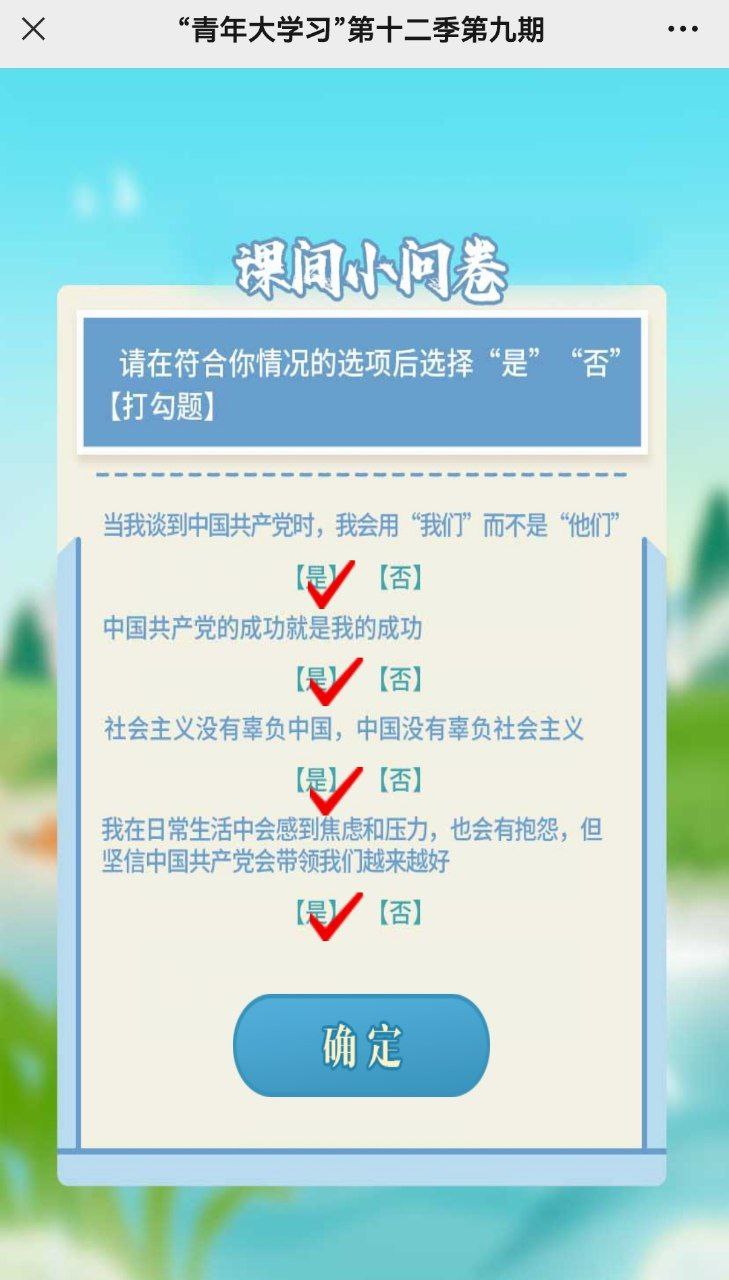 “青年大学习”第十二季第九期
课间小问卷
请在符合你情况的选项后选择“是” “否”
【打勾题】
当我谈到中国共产党时，我会用“我们”而不是“他们”
【是】 【否】
中国共产党的成功就是我的成功
【是】 【否】
社会主义没有辜负中国，中国没有辜负社会主义
【是】 【否】
我在日常生活中会感到焦虑和压力，也会有抱怨，但
坚信中国共产党会带领我们越来越好
【是】 【否】
确定